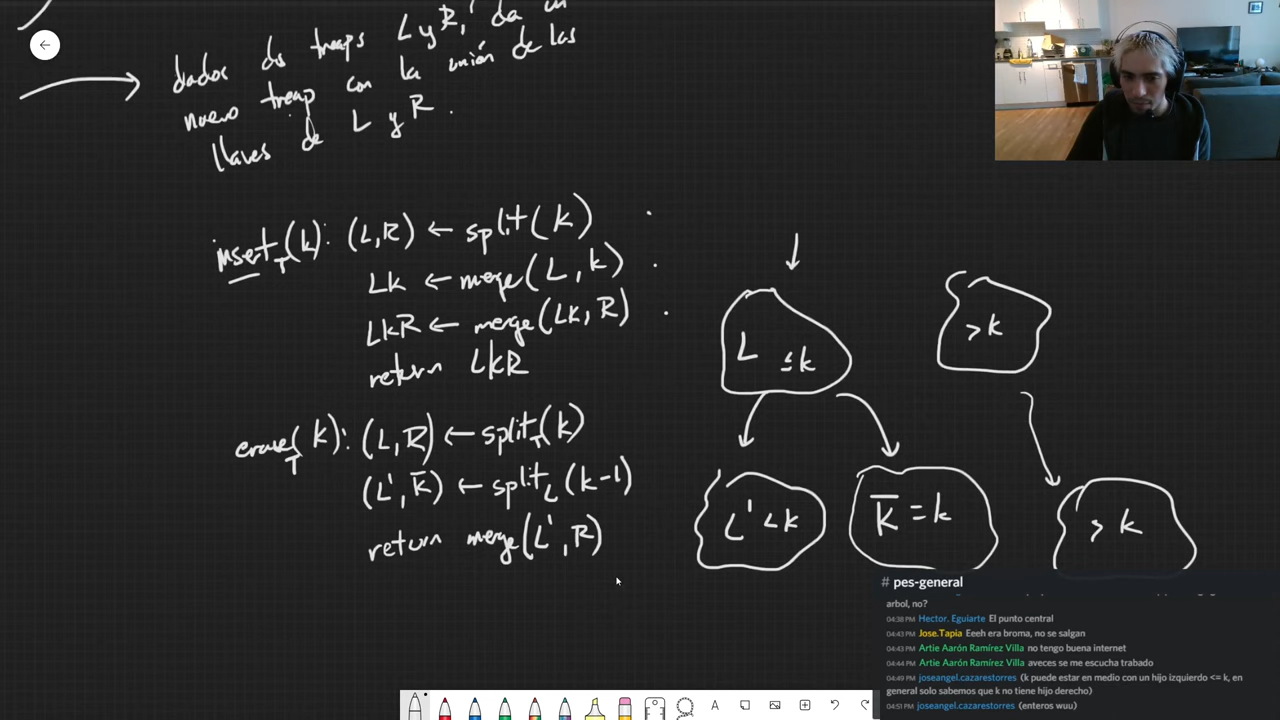 dados dos treaps L y R, da un
nuevo treap con la unión de las
llaves de L y R.
insert_T(k): (L,R) ← split(k)
Lk ← merge(L,k)
LkR ← merge(Lk,R)
return LkR
erase_T(k): (L,R) ← split_T(k)
(L',k̄) ← split_L(k-1)
return merge(L',R)
L ≤k
>k
L' <k
k̄ = k
> k
# pes-general
arbol, no?
04:38 PM Hector. Eguiarte El punto central
04:43 PM Jose.Tapia Eeeh era broma, no se salgan
04:43 PM Artie Aarón Ramírez Villa no tengo buena internet
04:44 PM Artie Aarón Ramírez Villa aveces se me escucha trabado
04:49 PM joseangel.cazarestorres (k puede estar en medio con un hijo izquierdo <= k, en
general solo sabemos que k no tiene hijo derecho)
04:51 PM joseangel.cazarestorres (enteros wuu)